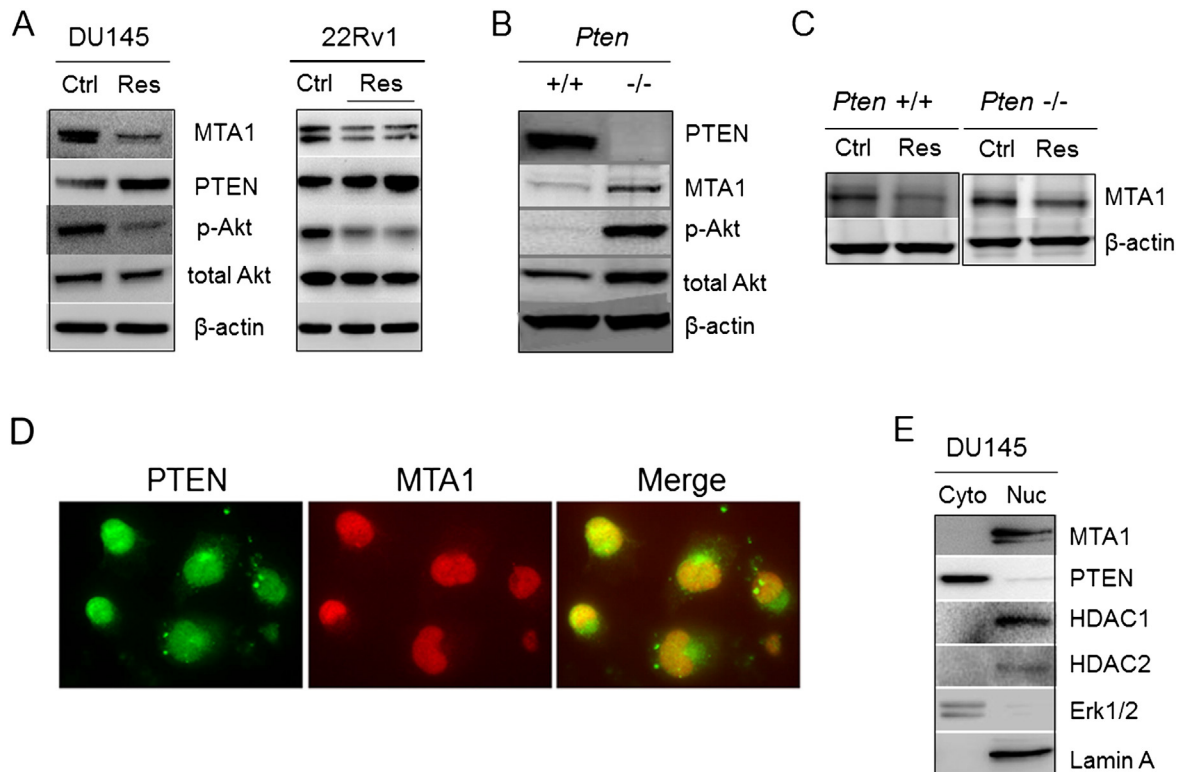 A
DU145
Ctrl Res
MTA1
PTEN
p-Akt
total Akt
β-actin
22Rv1
Ctrl Res
B
Pten
+/+ -/-
PTEN
MTA1
p-Akt
total Akt
β-actin
C
Pten +/+ Pten -/-
Ctrl Res Ctrl Res
MTA1
β-actin
D
PTEN MTA1 Merge
E
DU145
Cyto Nuc
MTA1
PTEN
HDAC1
HDAC2
Erk1/2
Lamin A